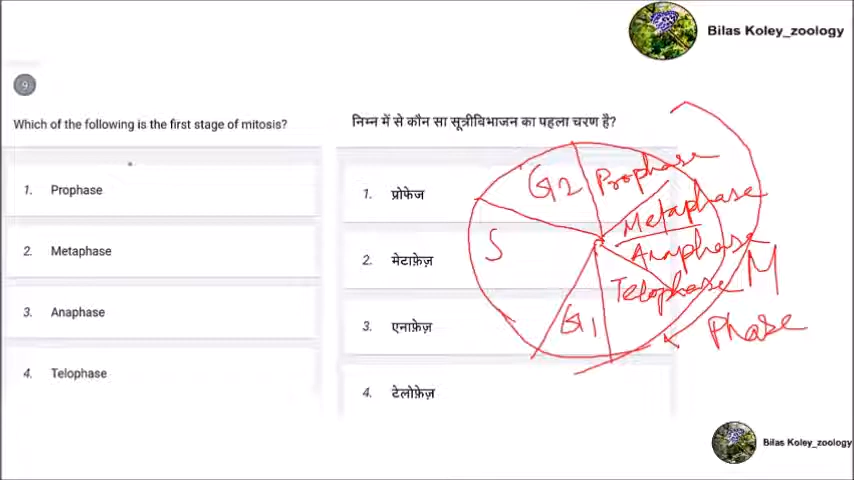 Bilas Koley_zoology
9
Which of the following is the first stage of mitosis?
1. Prophase
2. Metaphase
3. Anaphase
4. Telophase
निम्न में से कौन सा सूत्रीविभाजन का पहला चरण है?
1. प्रोफेज
2. मेटाफ़ेज़
3. एनाफ़ेज़
4. टेलोफ़ेज़
G2
Prophase
Metaphase
S
Anaphase
Telophase
M
G1
Phase
Bilas Koley_zoology